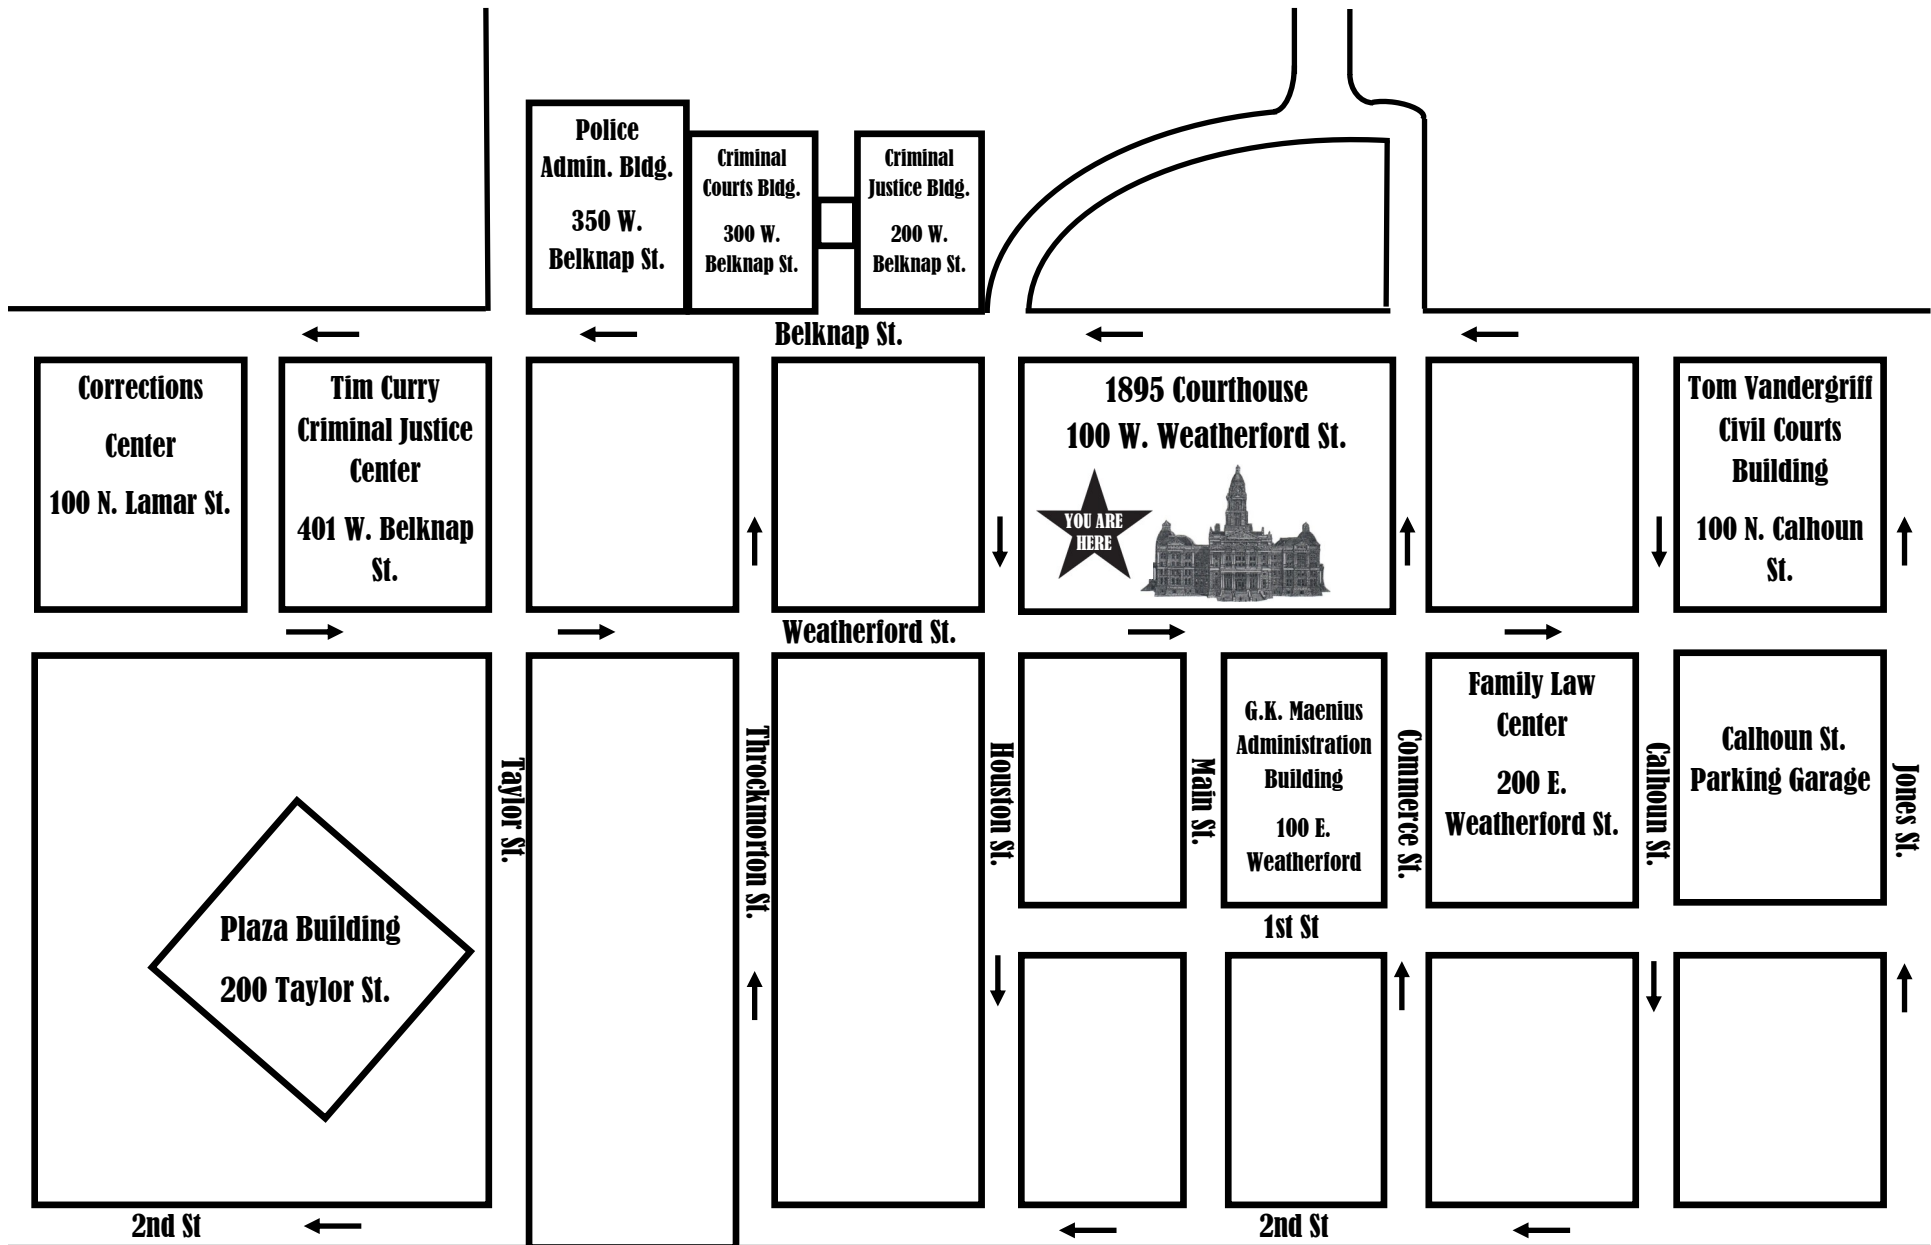 Police
Admin. Bldg.
350 W.
Belknap St.
Criminal
Courts Bldg.
300 W.
Belknap St.
Criminal
Justice Bldg.
200 W.
Belknap St.
Belknap St.
Corrections
Center
100 N. Lamar St.
Tim Curry
Criminal Justice
Center
401 W. Belknap
St.
1895 Courthouse
100 W. Weatherford St.
YOU ARE
HERE
Tom Vandergriff
Civil Courts
Building
100 N. Calhoun
St.
Weatherford St.
Taylor St.
Throckmorton St.
Houston St.
Main St.
G.K. Maenius
Administration
Building
100 E.
Weatherford
Commerce St.
Family Law
Center
200 E.
Weatherford St.
Calhoun St.
Calhoun St.
Parking Garage
Jones St.
Plaza Building
200 Taylor St.
1st St
2nd St
2nd St